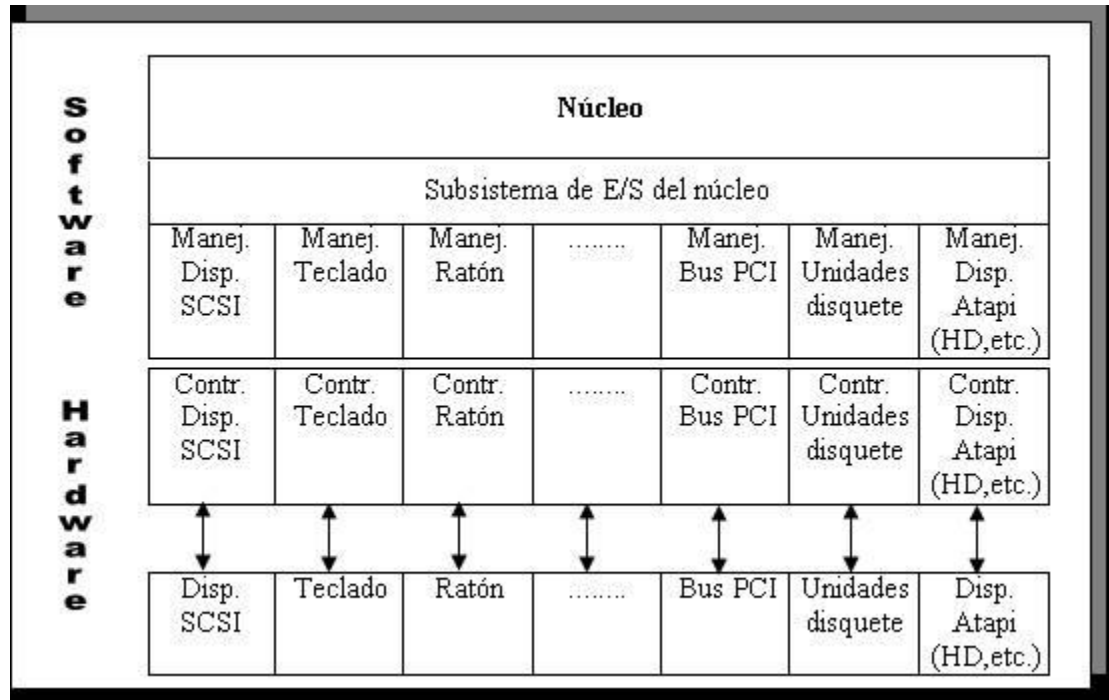 Software
Núcleo
Subsistema de E/S del núcleo
Manej. Manej. Manej. ........ Manej. Manej. Manej.
Disp. Teclado Ratón Bus PCI Unidades Disp.
SCSI disquete Atapi
(HD,etc.)
Hardware
Contr. Contr. Contr. ........ Contr. Contr. Contr.
Disp. Teclado Ratón Bus PCI Unidades Disp.
SCSI disquete Atapi
(HD,etc.)
Disp. Teclado Ratón ........ Bus PCI Unidades Disp.
SCSI disquete Atapi
(HD,etc.)